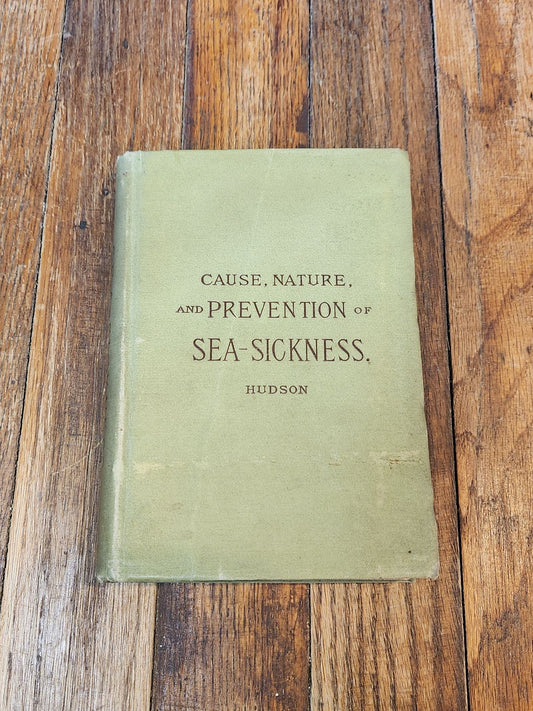 CAUSE, NATURE,
AND PREVENTION OF
SEA-SICKNESS.
HUDSON